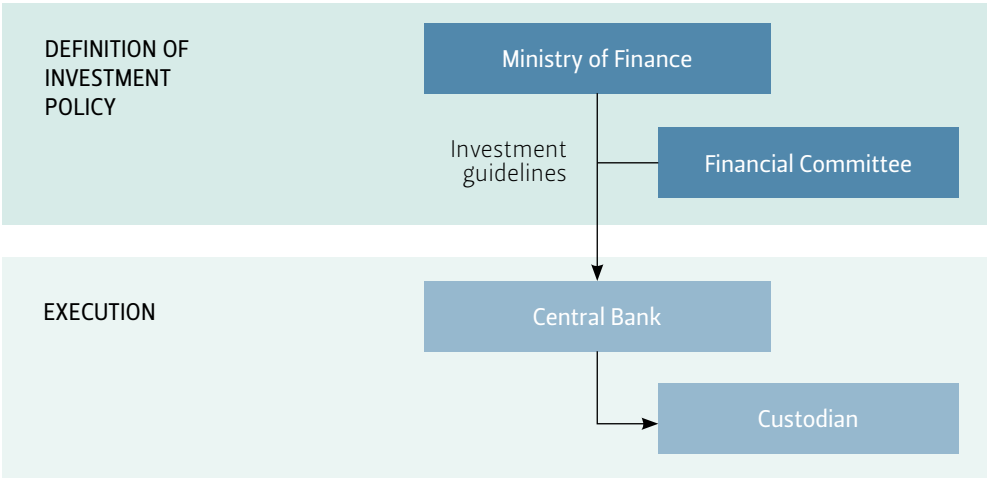 DEFINITION OF
INVESTMENT
POLICY
Ministry of Finance
Investment
guidelines
Financial Committee
EXECUTION
Central Bank
Custodian